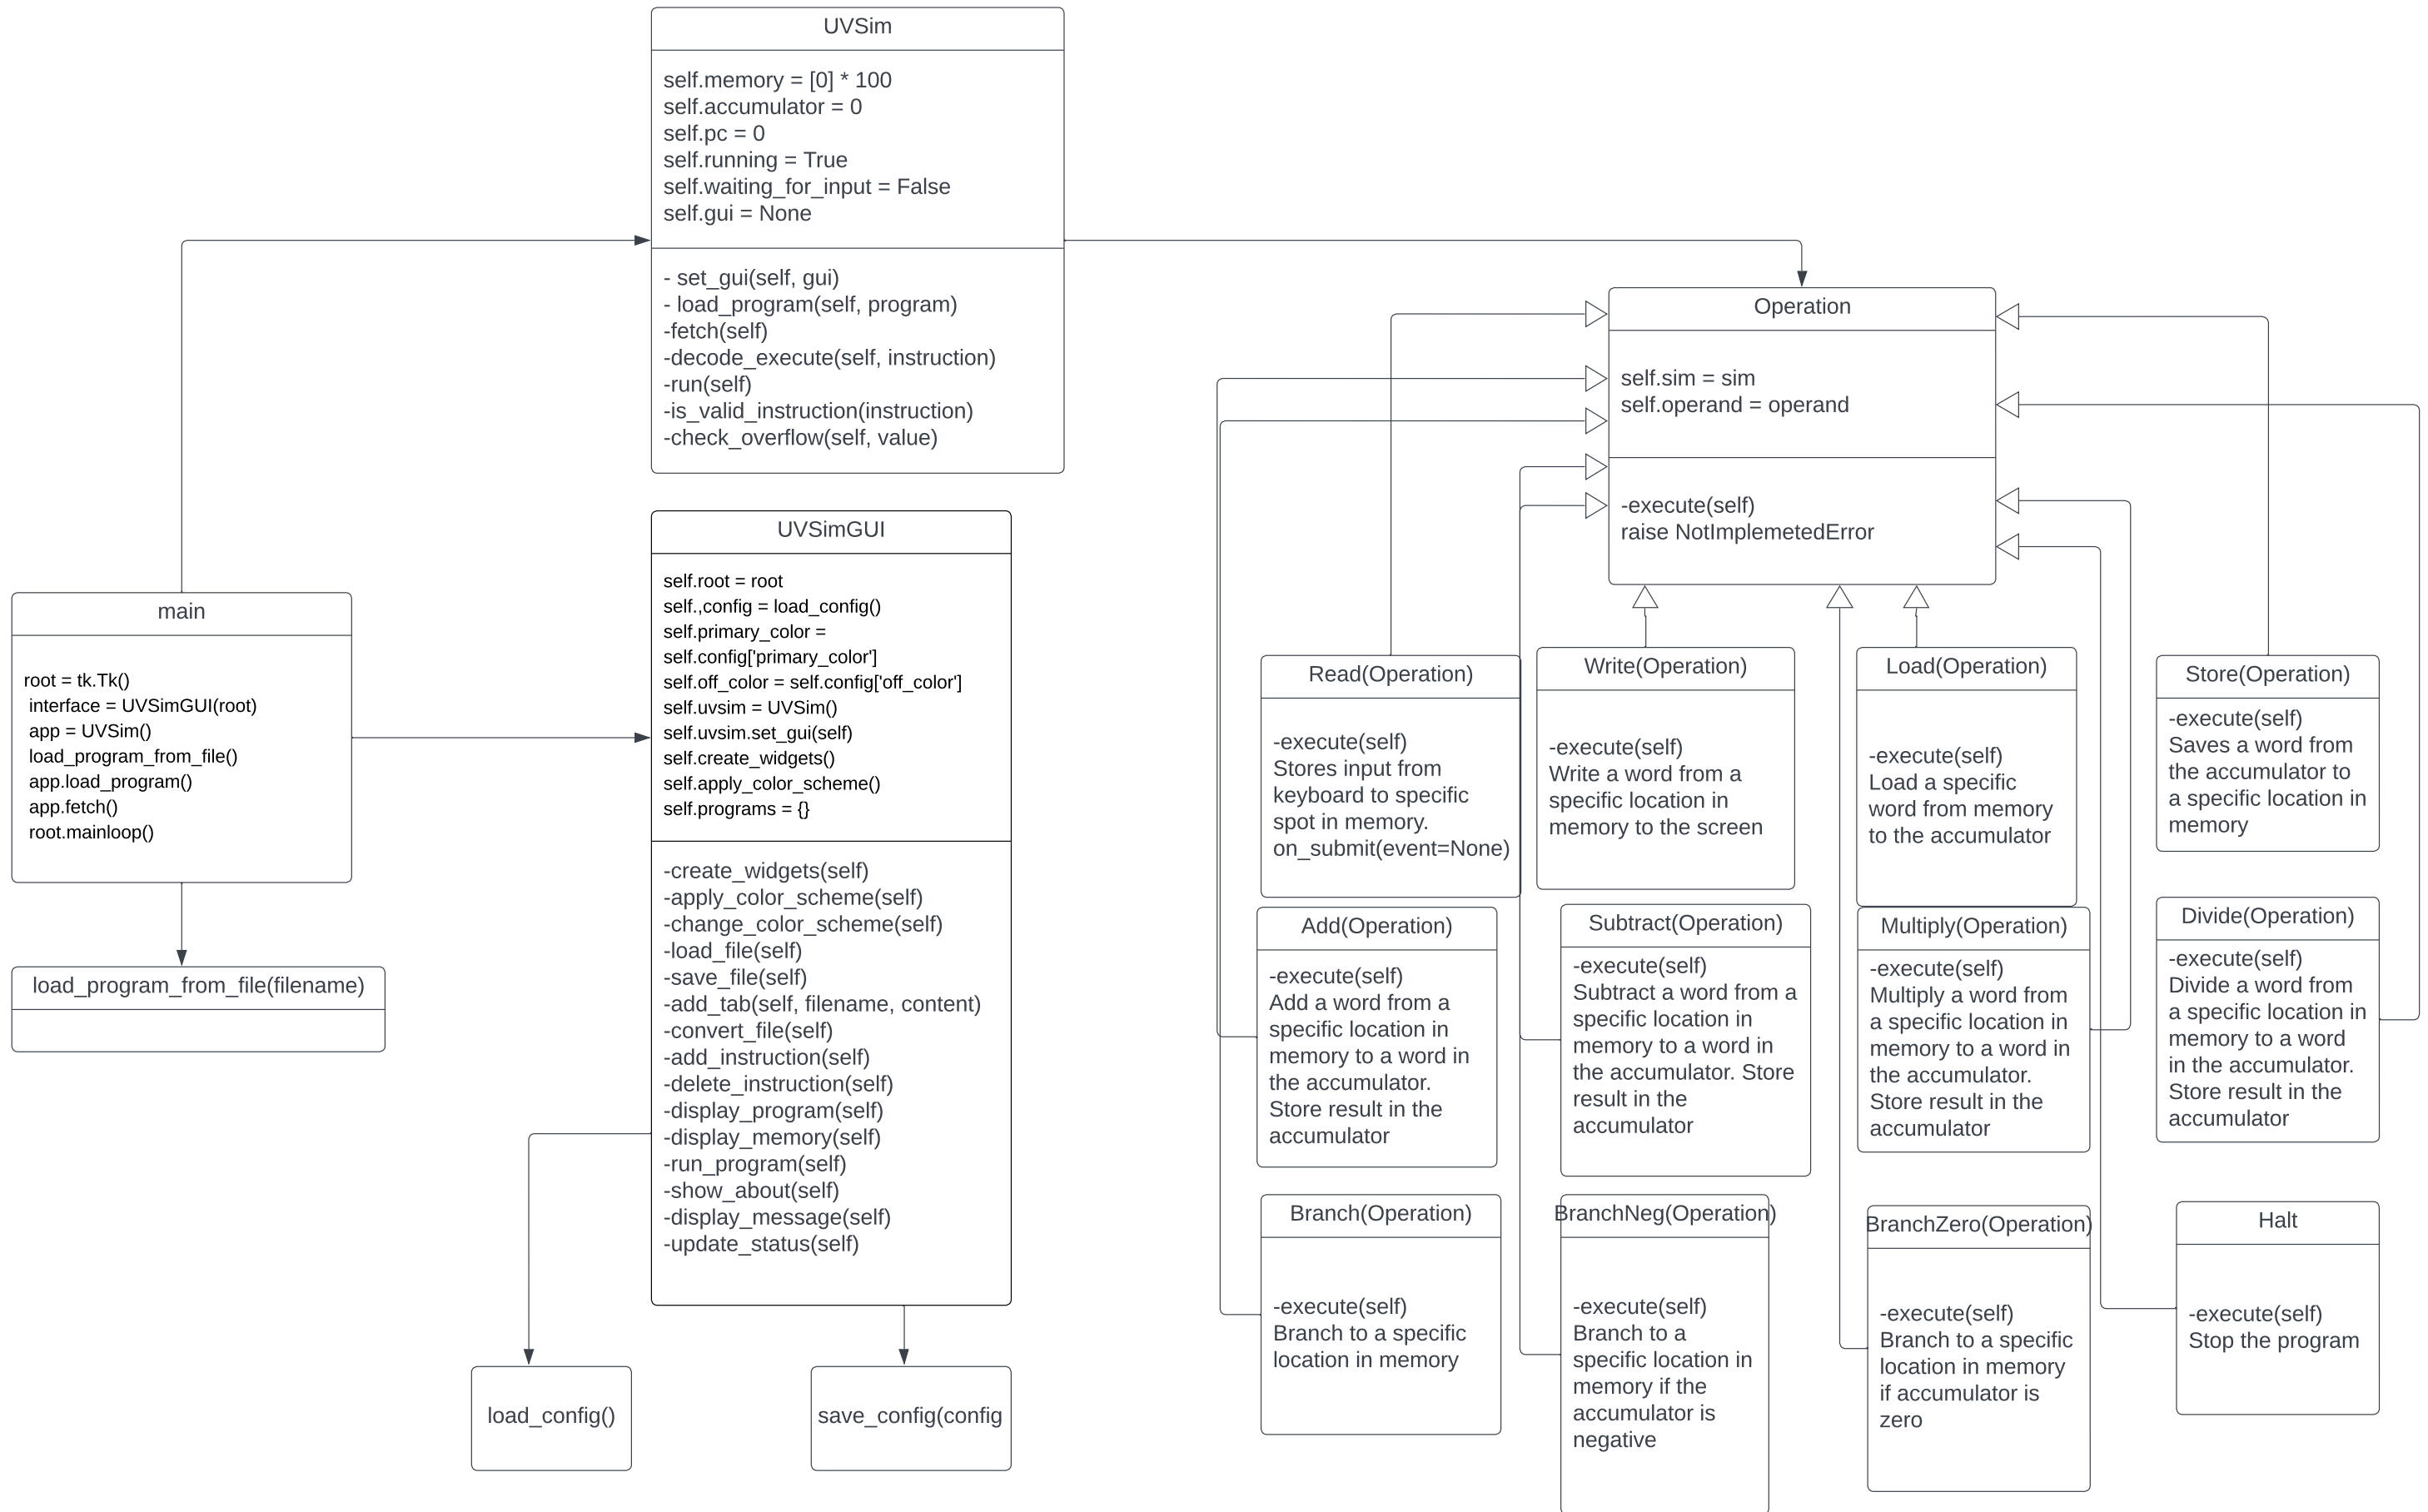 UVSim
self.memory = [0] * 100
self.accumulator = 0
self.pc = 0
self.running = True
self.waiting_for_input = False
self.gui = None
- set_gui(self, gui)
- load_program(self, program)
-fetch(self)
-decode_execute(self, instruction)
-run(self)
-is_valid_instruction(instruction)
-check_overflow(self, value)
Operation
self.sim = sim
self.operand = operand
-execute(self)
raise NotImplemetedError
UVSimGUI
self.root = root
self.,config = load_config()
self.primary_color =
self.config['primary_color']
self.off_color = self.config['off_color']
self.uvsim = UVSim()
self.uvsim.set_gui(self)
self.create_widgets()
self.apply_color_scheme()
self.programs = {}
-create_widgets(self)
-apply_color_scheme(self)
-change_color_scheme(self)
-load_file(self)
-save_file(self)
-add_tab(self, filename, content)
-convert_file(self)
-add_instruction(self)
-delete_instruction(self)
-display_program(self)
-display_memory(self)
-run_program(self)
-show_about(self)
-display_message(self)
-update_status(self)
main
root = tk.Tk()
interface = UVSimGUI(root)
app = UVSim()
load_program_from_file()
app.load_program()
app.fetch()
root.mainloop()
load_program_from_file(filename)
load_config()
save_config(config
Read(Operation)
-execute(self)
Stores input from
keyboard to specific
spot in memory.
on_submit(event=None)
Write(Operation)
-execute(self)
Write a word from a
specific location in
memory to the screen
Load(Operation)
-execute(self)
Load a specific
word from memory
to the accumulator
Store(Operation)
-execute(self)
Saves a word from
the accumulator to
a specific location in
memory
Add(Operation)
-execute(self)
Add a word from a
specific location in
memory to a word in
the accumulator.
Store result in the
accumulator
Subtract(Operation)
-execute(self)
Subtract a word from a
specific location in
memory to a word in
the accumulator. Store
result in the
accumulator
Multiply(Operation)
-execute(self)
Multiply a word from
a specific location in
memory to a word in
the accumulator.
Store result in the
accumulator
Divide(Operation)
-execute(self)
Divide a word from
a specific location in
memory to a word
in the accumulator.
Store result in the
accumulator
Branch(Operation)
-execute(self)
Branch to a specific
location in memory
BranchNeg(Operation)
-execute(self)
Branch to a
specific location in
memory if the
accumulator is
negative
BranchZero(Operation)
-execute(self)
Branch to a specific
location in memory
if accumulator is
zero
Halt
-execute(self)
Stop the program